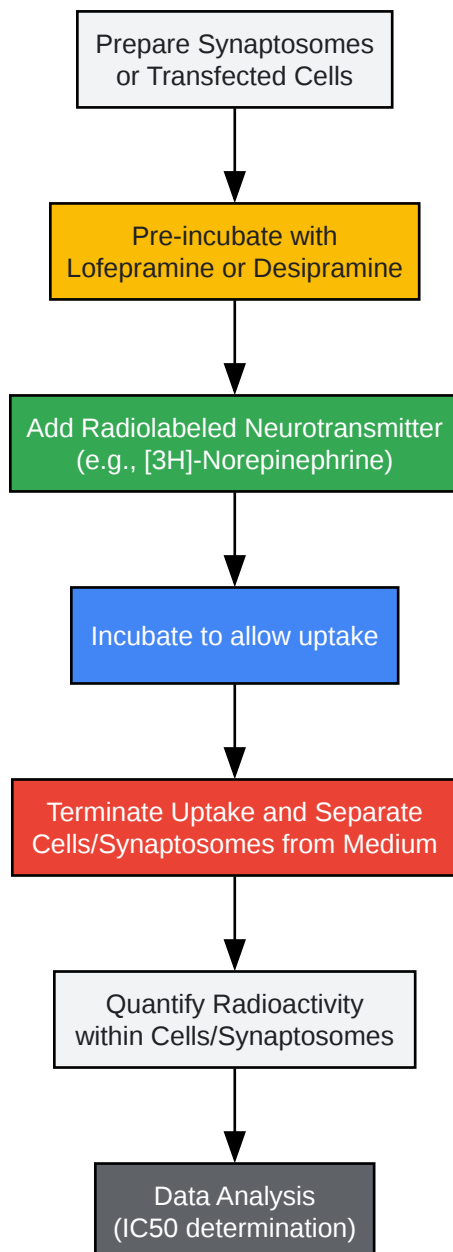 Prepare Synaptosomes
or Transfected Cells
Pre-incubate with
Lofepramine or Desipramine
Add Radiolabeled Neurotransmitter
(e.g., [3H]-Norepinephrine)
Incubate to allow uptake
Terminate Uptake and Separate
Cells/Synaptosomes from Medium
Quantify Radioactivity
within Cells/Synaptosomes
Data Analysis
(IC50 determination)